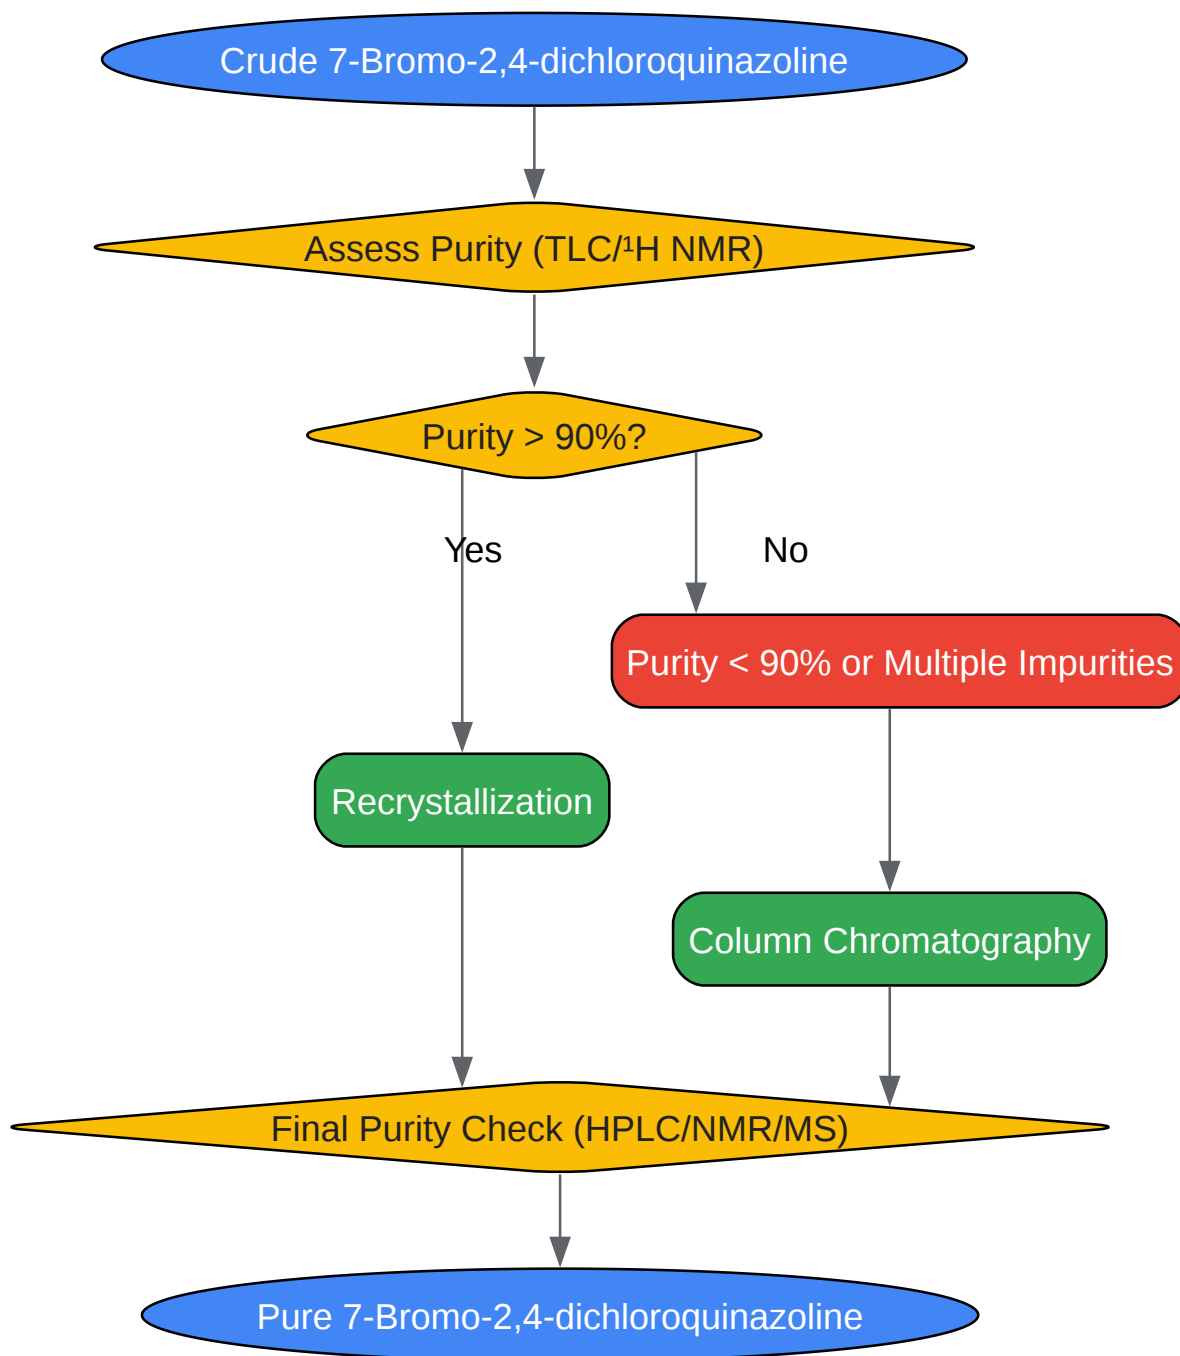 Crude 7-Bromo-2,4-dichloroquinazoline
Assess Purity (TLC/¹H NMR)
Purity > 90%?
Yes
No
Purity < 90% or Multiple Impurities
Recrystallization
Column Chromatography
Final Purity Check (HPLC/NMR/MS)
Pure 7-Bromo-2,4-dichloroquinazoline